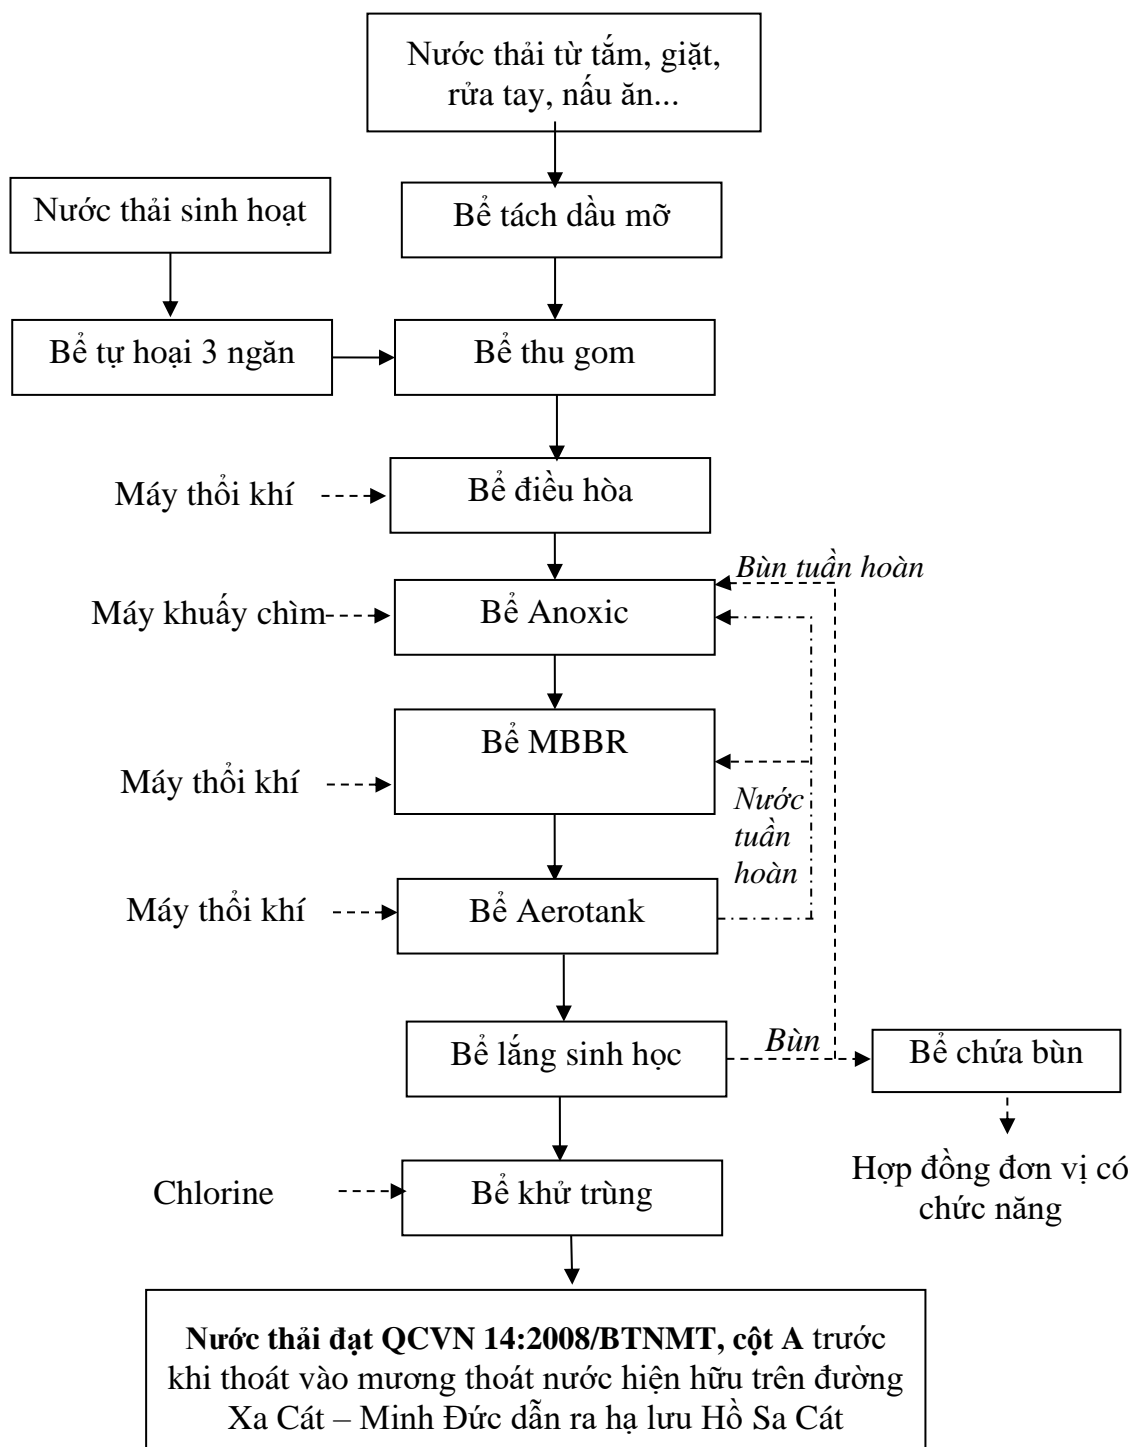 Nước thải từ tắm, giặt,
rửa tay, nấu ăn...
Nước thải sinh hoạt
Bể tách dầu mỡ
Bể tự hoại 3 ngăn
Bể thu gom
Máy thổi khí
Bể điều hòa
Bùn tuần hoàn
Máy khuấy chìm
Bể Anoxic
Bể MBBR
Máy thổi khí
Nước
tuần
hoàn
Máy thổi khí
Bể Aerotank
Bể lắng sinh học
Bùn
Bể chứa bùn
Hợp đồng đơn vị có
chức năng
Chlorine
Bể khử trùng
Nước thải đạt QCVN 14:2008/BTNMT, cột A trước
khi thoát vào mương thoát nước hiện hữu trên đường
Xa Cát – Minh Đức dẫn ra hạ lưu Hồ Sa Cát